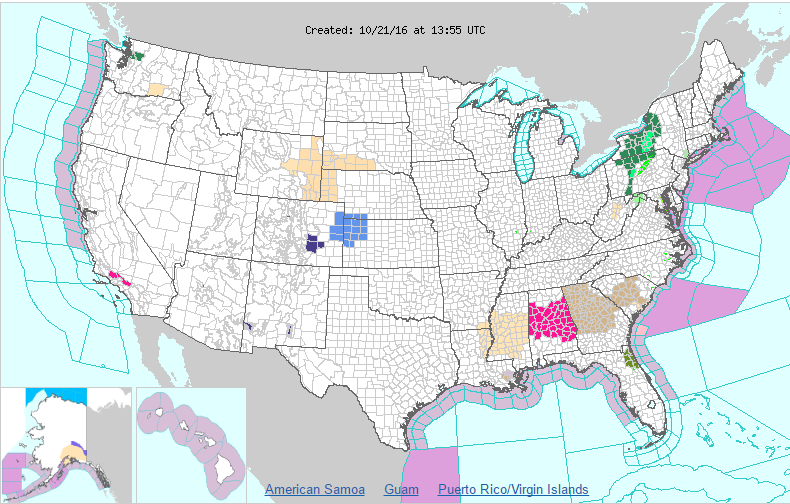 Created: 10/21/16 at 13:55 UTC
American Samoa Guam Puerto Rico/Virgin Islands